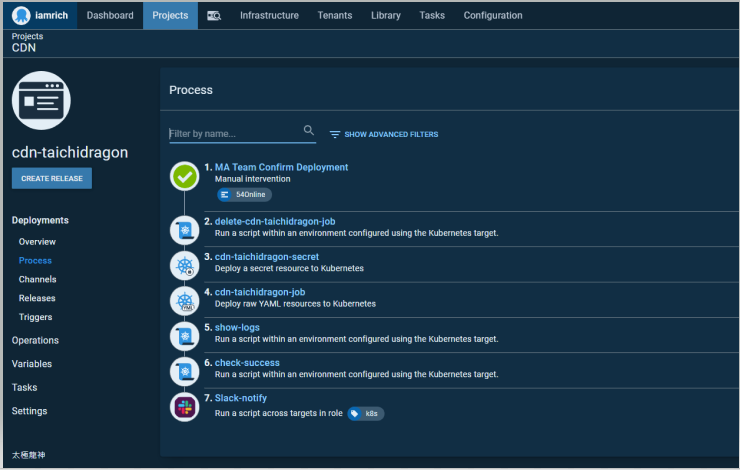 iamrich Dashboard Projects Infrastructure Tenants Library Tasks Configuration
Projects
CDN
cdn-taichidragon
CREATE RELEASE
Deployments
Overview
Process
Channels
Releases
Triggers
Operations
Variables
Tasks
Settings
太極龍神
Process
Filter by name...
SHOW ADVANCED FILTERS
1. MA Team Confirm Deployment
Manual intervention
540nline
2. delete-cdn-taichidragon-job
Run a script within an environment configured using the Kubernetes target.
3. cdn-taichidragon-secret
Deploy a secret resource to Kubernetes
4. cdn-taichidragon-job
Deploy raw YAML resources to Kubernetes
YAML
5. show-logs
Run a script within an environment configured using the Kubernetes target.
6. check-success
Run a script within an environment configured using the Kubernetes target.
7. Slack-notify
Run a script across targets in role k8s